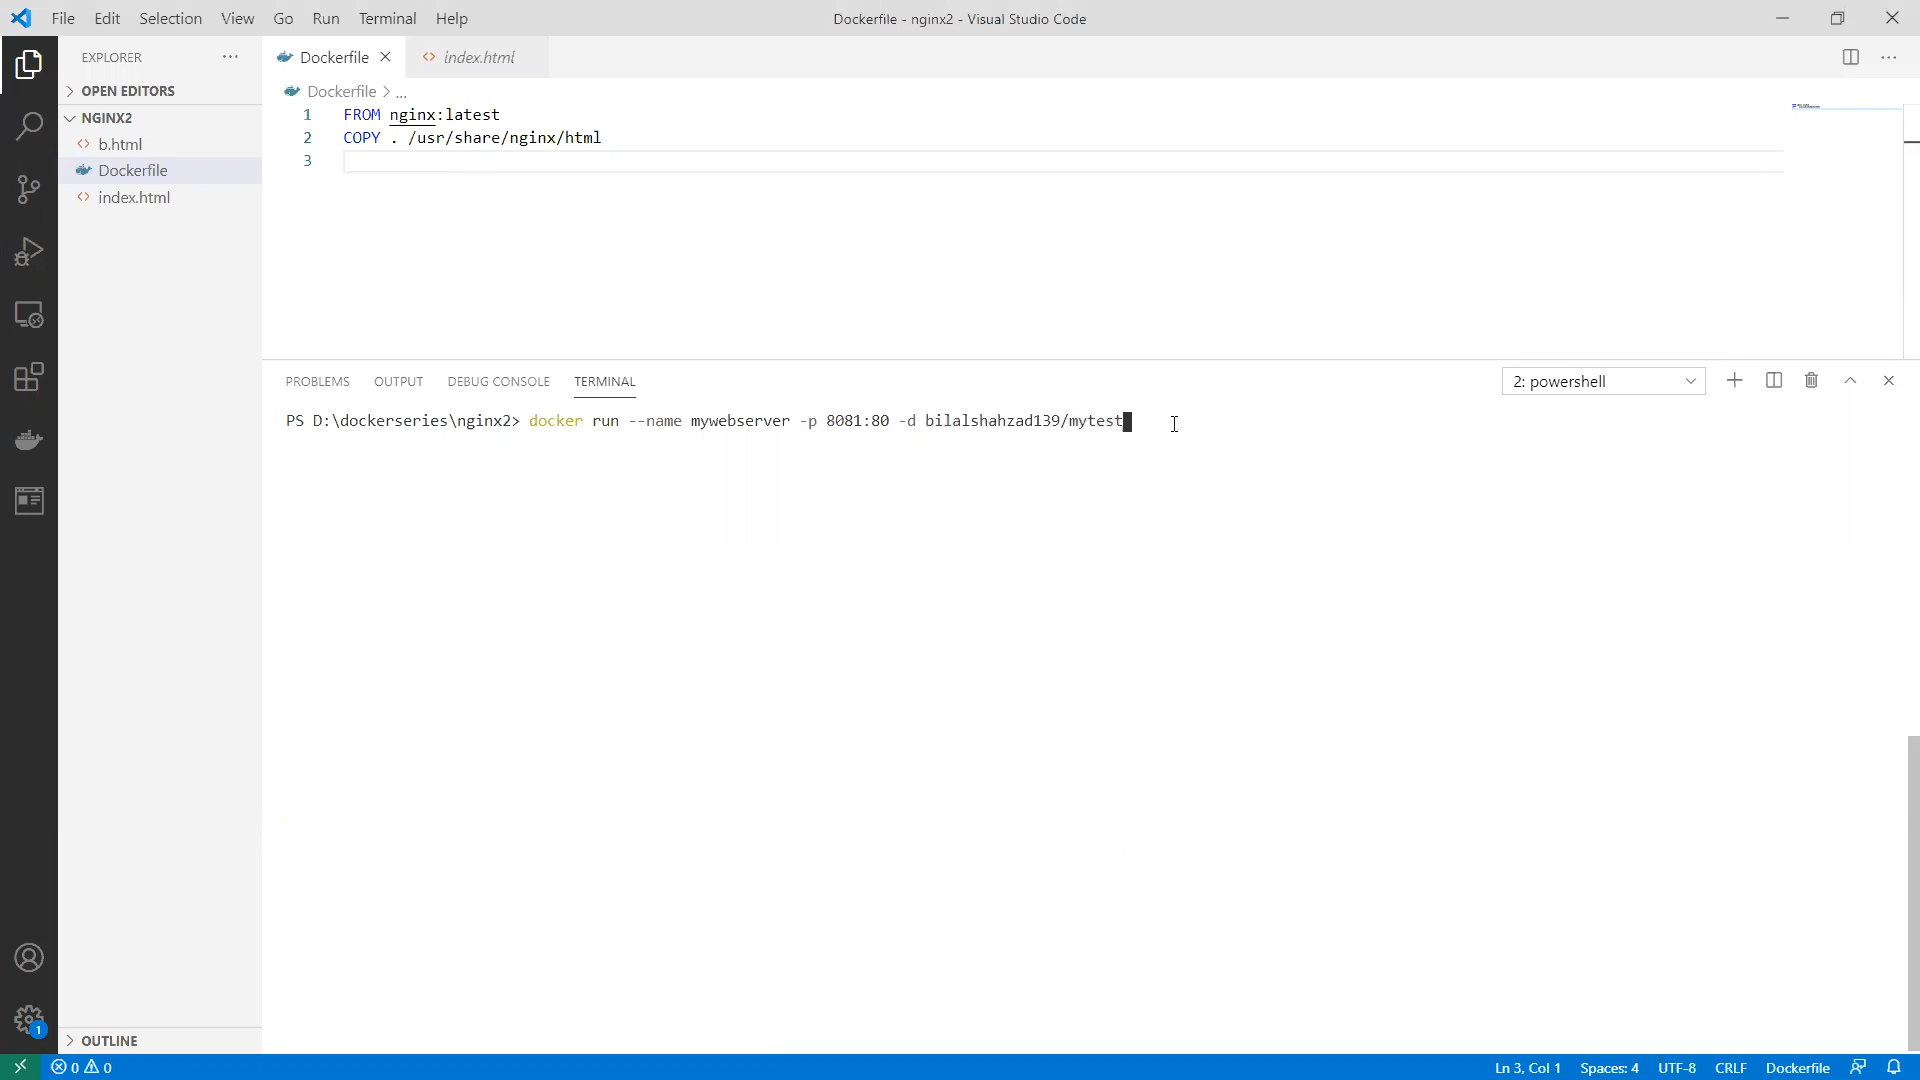 File Edit Selection View Go Run Terminal Help
Dockerfile - nginx2 - Visual Studio Code
EXPLORER
OPEN EDITORS
NGINX2
b.html
Dockerfile
index.html
OUTLINE
Dockerfile
index.html
Dockerfile > ...
1 FROM nginx:latest
2 COPY . /usr/share/nginx/html
3
PROBLEMS OUTPUT DEBUG CONSOLE TERMINAL
2: powershell
PS D:\dockerseries\nginx2> docker run --name mywebserver -p 8081:80 -d bilalshahzad139/mytest
1
0 0
Ln 3, Col 1 Spaces: 4 UTF-8 CRLF Dockerfile